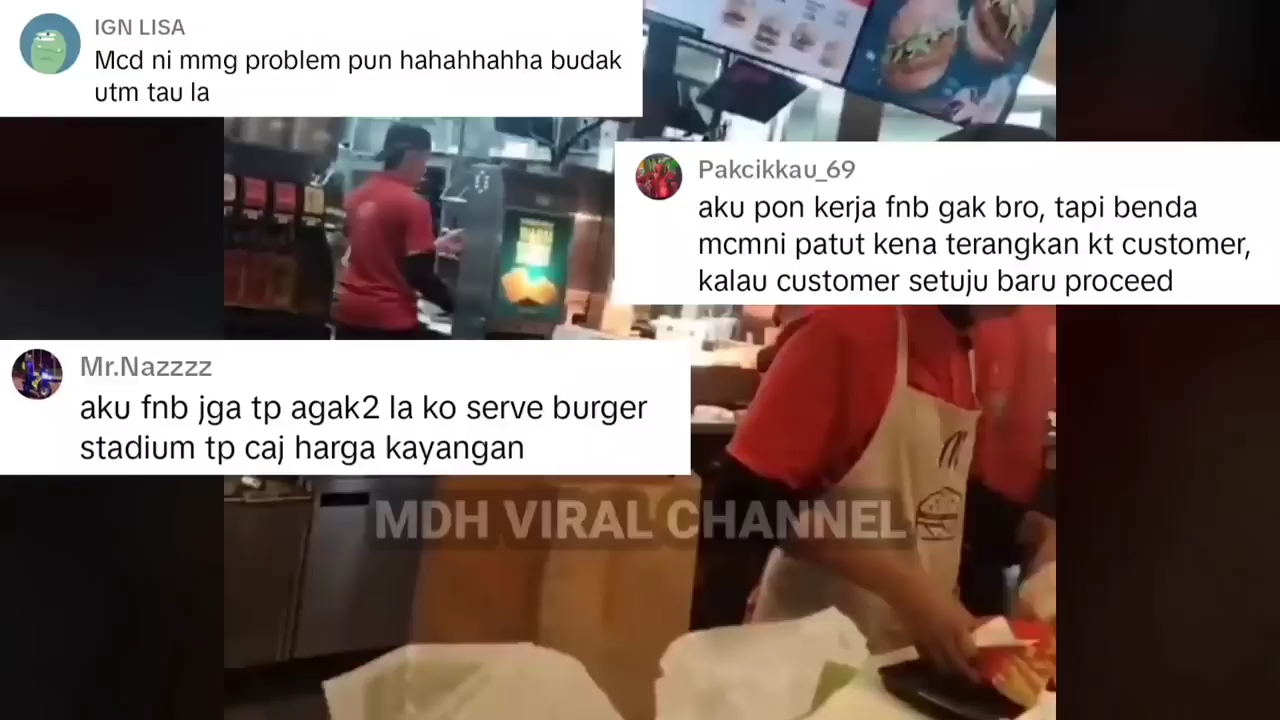 IGN LISA
Mcd ni mmg problem pun hahahhahha budak
utm tau la
Pakcikkau_69
aku pon kerja fnb gak bro, tapi benda
mcmni patut kena terangkan kt customer,
kalau customer setuju baru proceed
Mr.Nazzzz
aku fnb jga tp agak2 la ko serve burger
stadium tp caj harga kayangan
MDH VIRAL CHANNEL